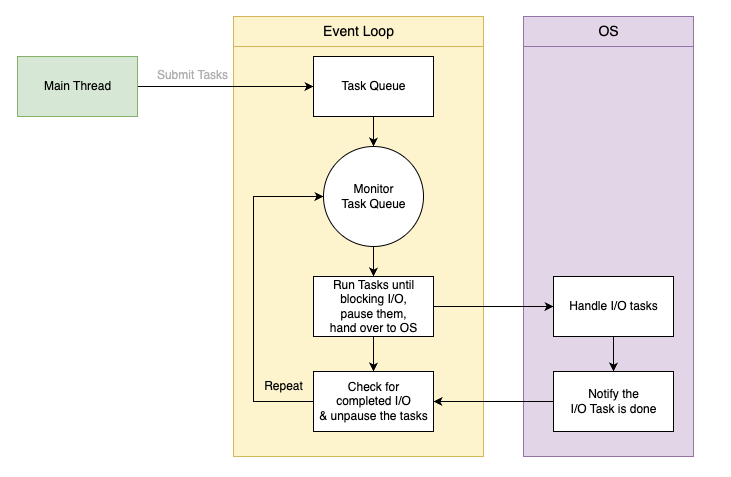 Event Loop
OS
Main Thread
Submit Tasks
Task Queue
Monitor
Task Queue
Run Tasks until
blocking I/O,
pause them,
hand over to OS
Handle I/O tasks
Repeat
Check for
completed I/O
& unpause the tasks
Notify the
I/O Task is done